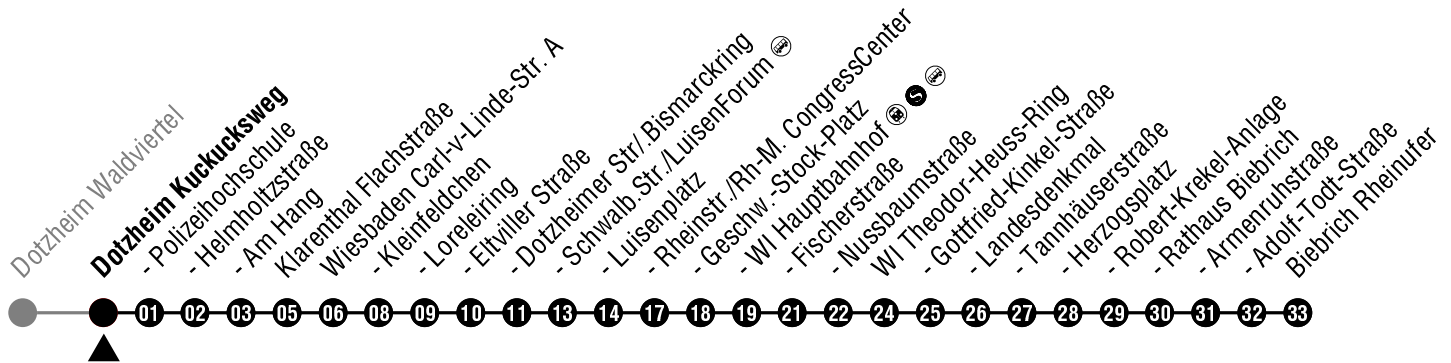 Dotzheim Waldviertel
Dotzheim Kuckucksweg
- Polizeihochschule
- Helmholtzstraße
- Am Hang
Klarenthal Flachstraße
Wiesbaden Carl-v-Linde-Str. A
- Kleinfeldchen
- Loreleiring
- Eltviller Straße
- Dotzheimer Str/.Bismarckring
- Schwalb.Str./LuisenForum
- Luisenplatz
- Rheinstr./Rh-M. CongressCenter
- Geschw.-Stock-Platz
- WI Hauptbahnhof S
- Fischerstraße
- Nussbaumstraße
WI Theodor-Heuss-Ring
- Gottfried-Kinkel-Straße
- Landesdenkmal
- Tannhäuserstraße
- Herzogsplatz
- Robert-Krekel-Anlage
- Rathaus Biebrich
- Armenruhstraße
- Adolf-Todt-Straße
Biebrich Rheinufer
01 02 03 05 06 08 09 10 11 13 14 17 18 19 21 22 24 25 26 27 28 29 30 31 32 33